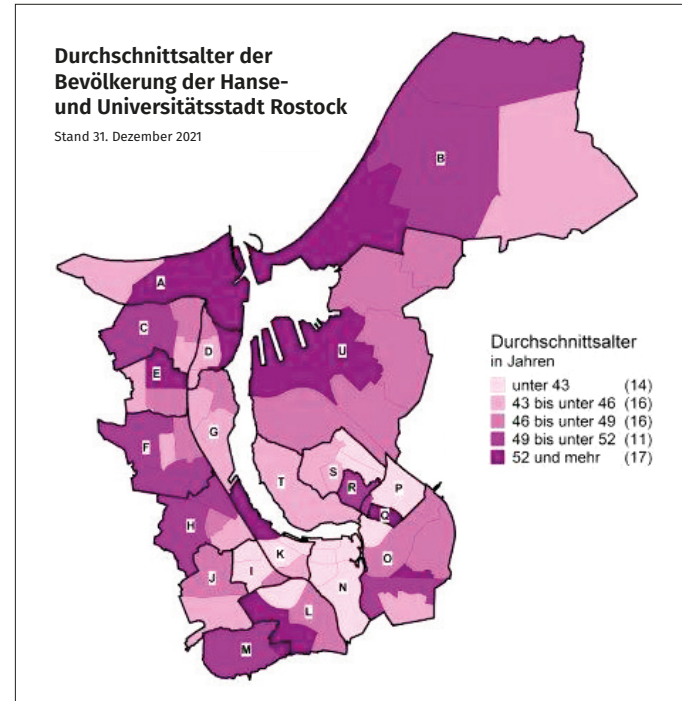 Durchschnittsalter der
Bevölkerung der Hanse-
und Universitätsstadt Rostock
Stand 31. Dezember 2021
B
A
C
D
E
U
F
G
S
T
R
P
Q
H
K
O
J
I
N
L
M
Durchschnittsalter
in Jahren
unter 43 (14)
43 bis unter 46 (16)
46 bis unter 49 (16)
49 bis unter 52 (11)
52 und mehr (17)